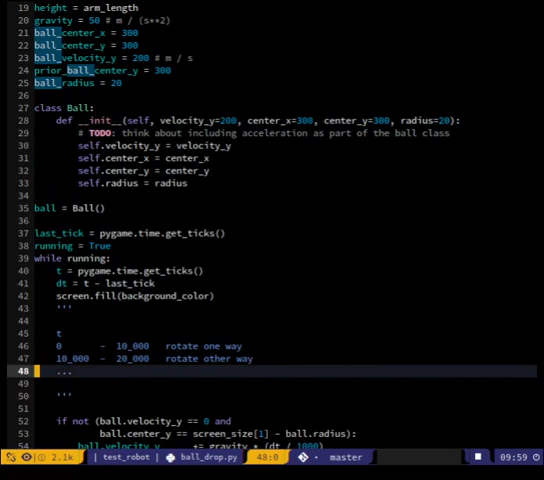 19 height = arm_length
20 gravity = 50 # m / (s**2)
21 ball_center_x = 300
22 ball_center_y = 300
23 ball_velocity_y = 200 # m / s
24 prior_ball_center_y = 300
25 ball_radius = 20
26
27 class Ball:
28 def __init__(self, velocity_y=200, center_x=300, center_y=300, radius=20):
29 # TODO: think about including acceleration as part of the ball class
30 self.velocity_y = velocity_y
31 self.center_x = center_x
32 self.center_y = center_y
33 self.radius = radius
34
35 ball = Ball()
36
37 last_tick = pygame.time.get_ticks()
38 running = True
39 while running:
40 t = pygame.time.get_ticks()
41 dt = t - last_tick
42 screen.fill(background_color)
43 '''
44
45 t
46 0 - 10_000 rotate one way
47 10_000 - 20_000 rotate other way
48 ...
49
50 '''
51
52 if not (ball.velocity_y == 0 and
53 ball.center_y == screen_size[1] - ball.radius):
54 ball.velocity_y += gravity * (dt / 1000)
2.1k | test_robot | ball_drop.py 48:0 master 09:59